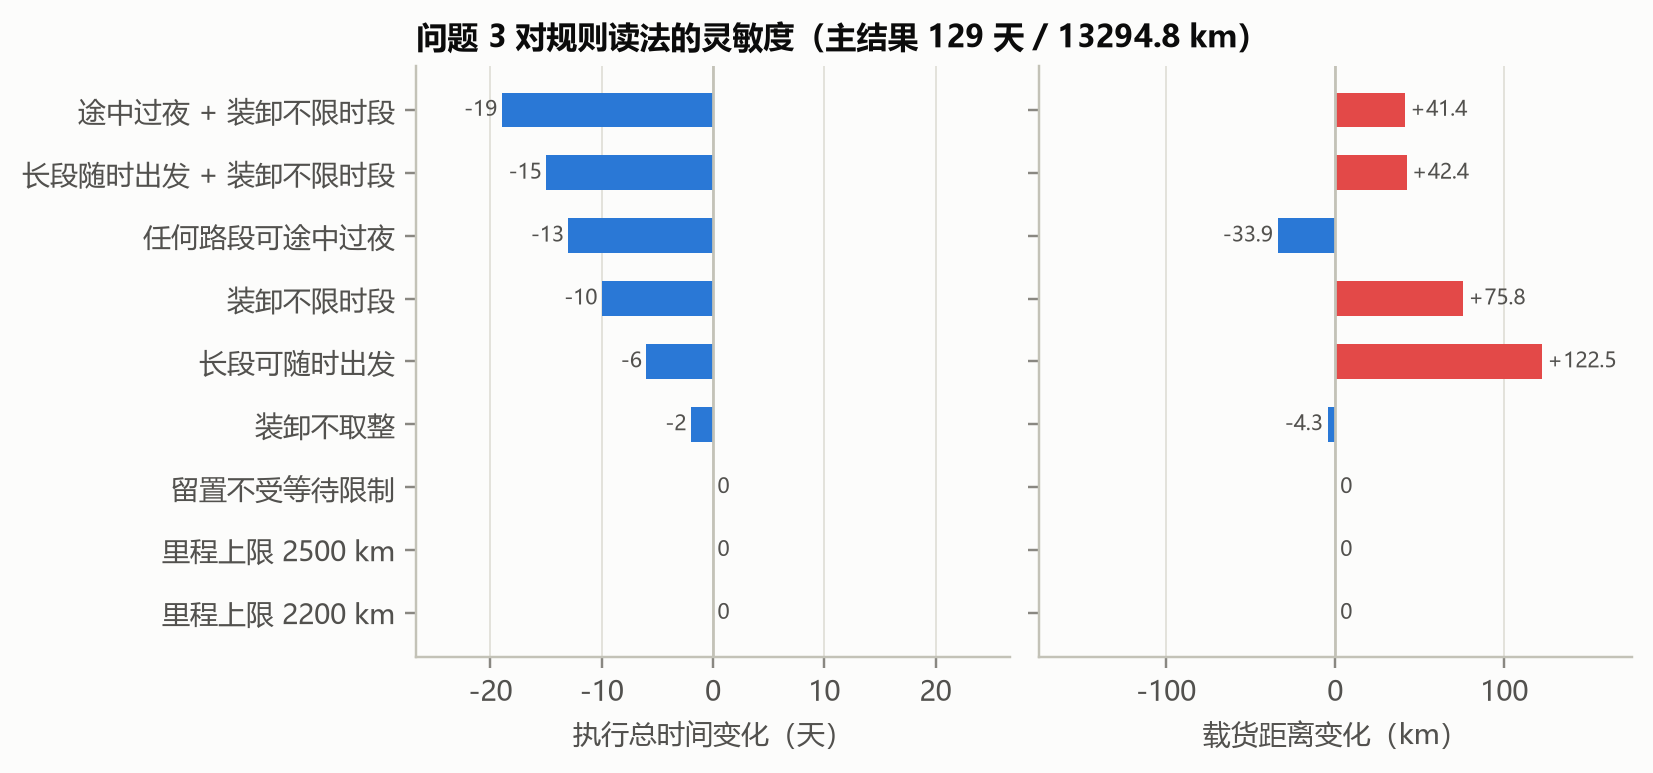 问题 3 对规则读法的灵敏度（主结果 129 天 / 13294.8 km）
途中过夜 + 装卸不限时段
-19
+41.4
长段随时出发 + 装卸不限时段
-15
+42.4
任何路段可途中过夜
-13
-33.9
装卸不限时段
-10
+75.8
长段可随时出发
-6
+122.5
装卸不取整
-2
-4.3
留置不受等待限制
0
0
里程上限 2500 km
0
0
里程上限 2200 km
0
0
-20 -10 0 10 20
-100 0 100
执行总时间变化（天）
载货距离变化（km）